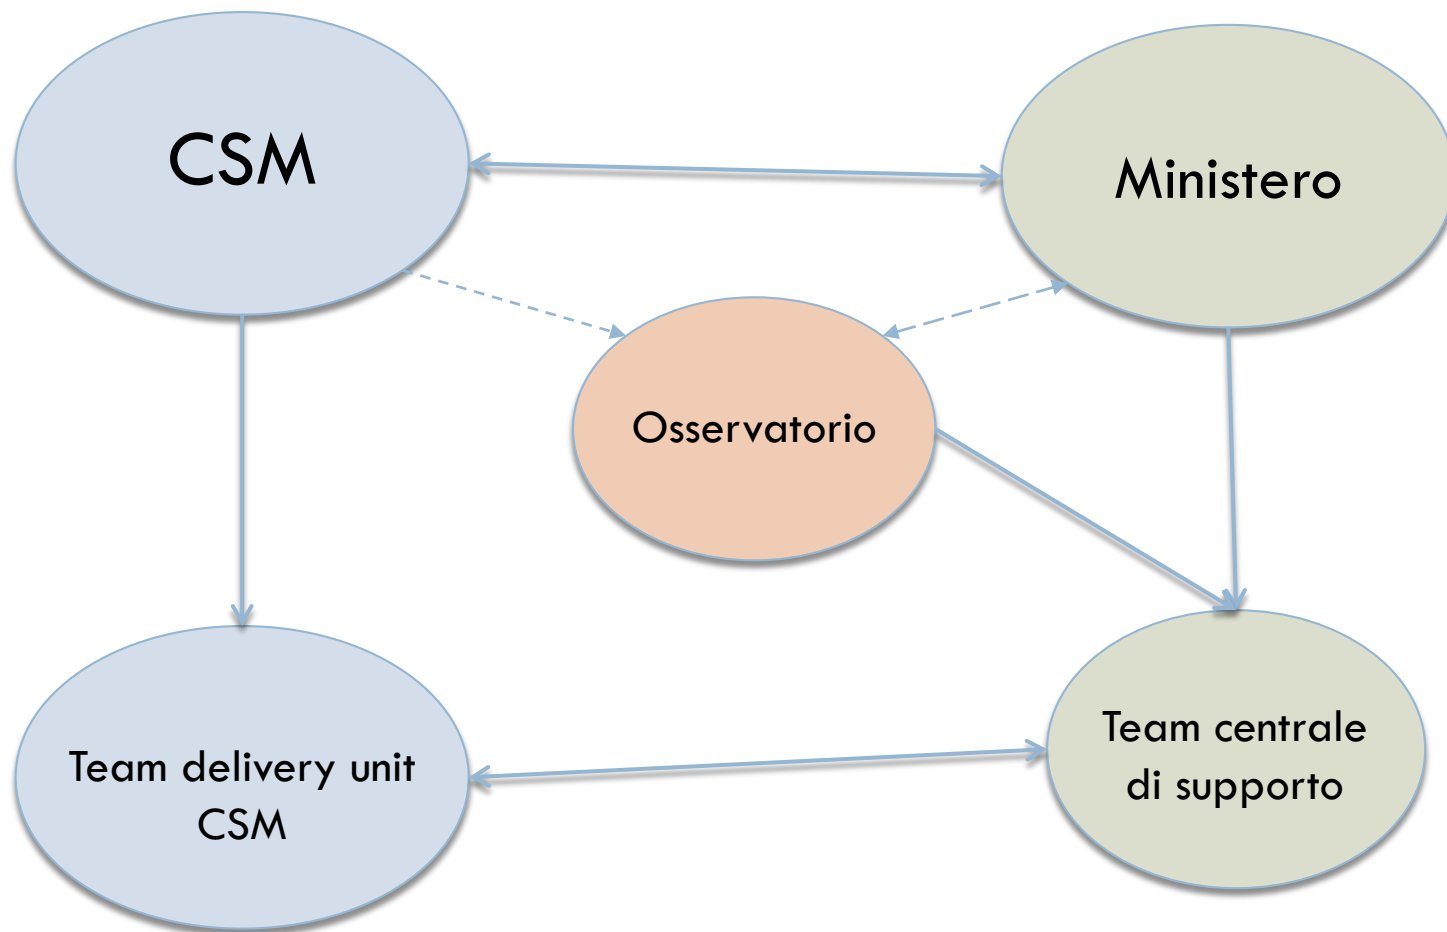 CSM
Ministero
Osservatorio
Team delivery unit
CSM
Team centrale
di supporto